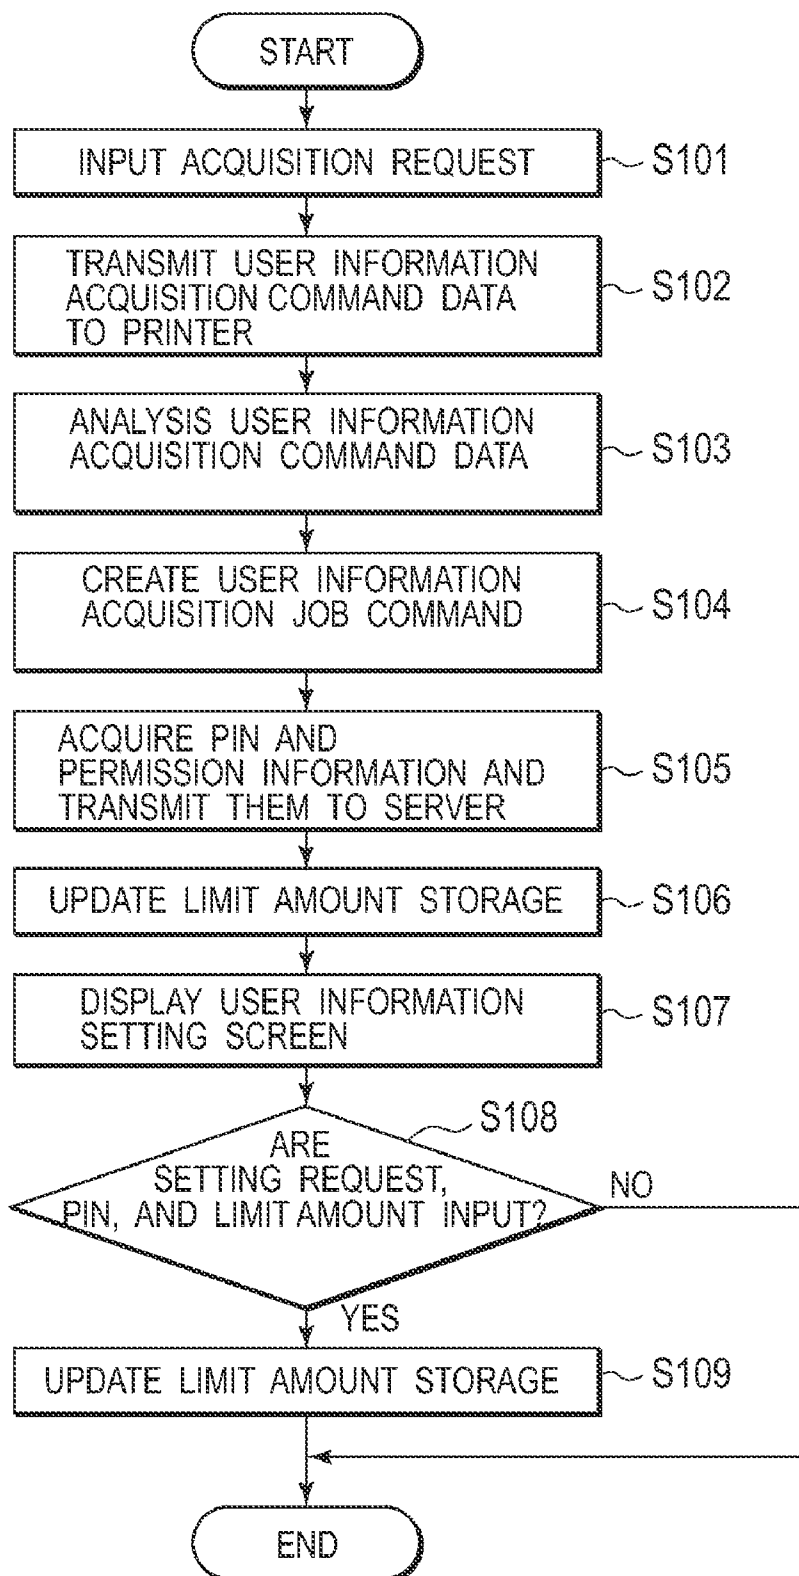 START
INPUT ACQUISITION REQUEST
S101
TRANSMIT USER INFORMATION
ACQUISITION COMMAND DATA
TO PRINTER
S102
ANALYSIS USER INFORMATION
ACQUISITION COMMAND DATA
S103
CREATE USER INFORMATION
ACQUISITION JOB COMMAND
S104
ACQUIRE PIN AND
PERMISSION INFORMATION AND
TRANSMIT THEM TO SERVER
S105
UPDATE LIMIT AMOUNT STORAGE
S106
DISPLAY USER INFORMATION
SETTING SCREEN
S107
S108
ARE
SETTING REQUEST,
PIN, AND LIMIT AMOUNT INPUT?
NO
YES
UPDATE LIMIT AMOUNT STORAGE
S109
END